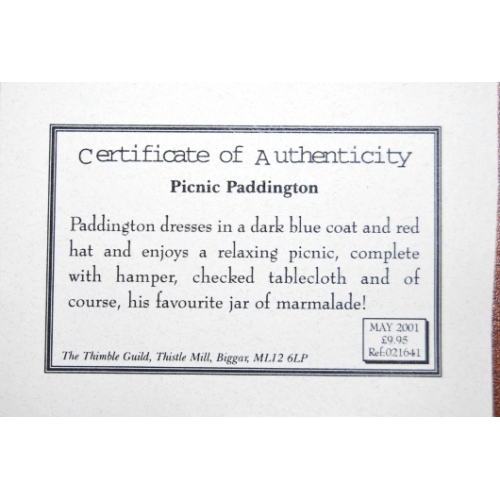 Certificate of Authenticity
Picnic Paddington
Paddington dresses in a dark blue coat and red
hat and enjoys a relaxing picnic, complete
with hamper, checked tablecloth and of
course, his favourite jar of marmalade!
MAY 2001
£9.95
Ref:021641
The Thimble Guild, Thistle Mill, Biggar, ML12 6LP